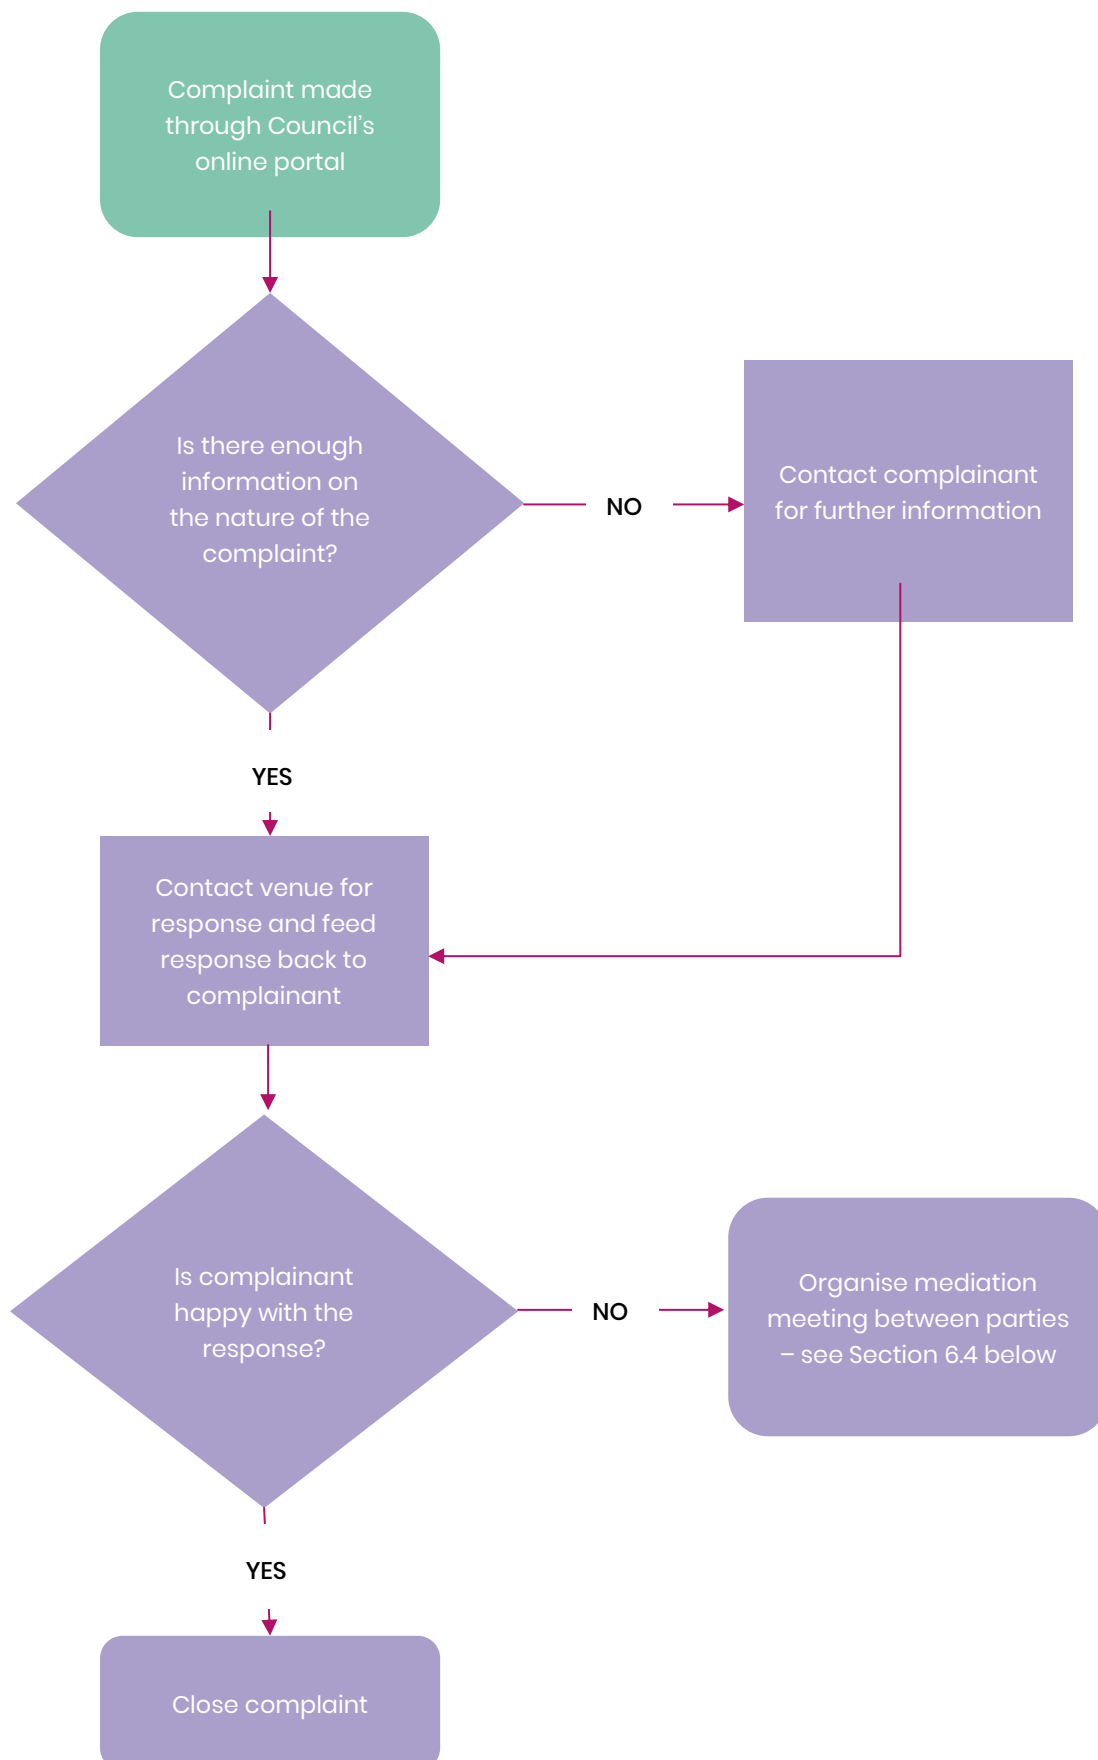 Complaint made
through Council's
online portal
Is there enough
information on
the nature of the
complaint?
NO
Contact complainant
for further information
YES
Contact venue for
response and feed
response back to
complainant
Is complainant
happy with the
response?
NO
Organise mediation
meeting between parties
– see Section 6.4 below
YES
Close complaint